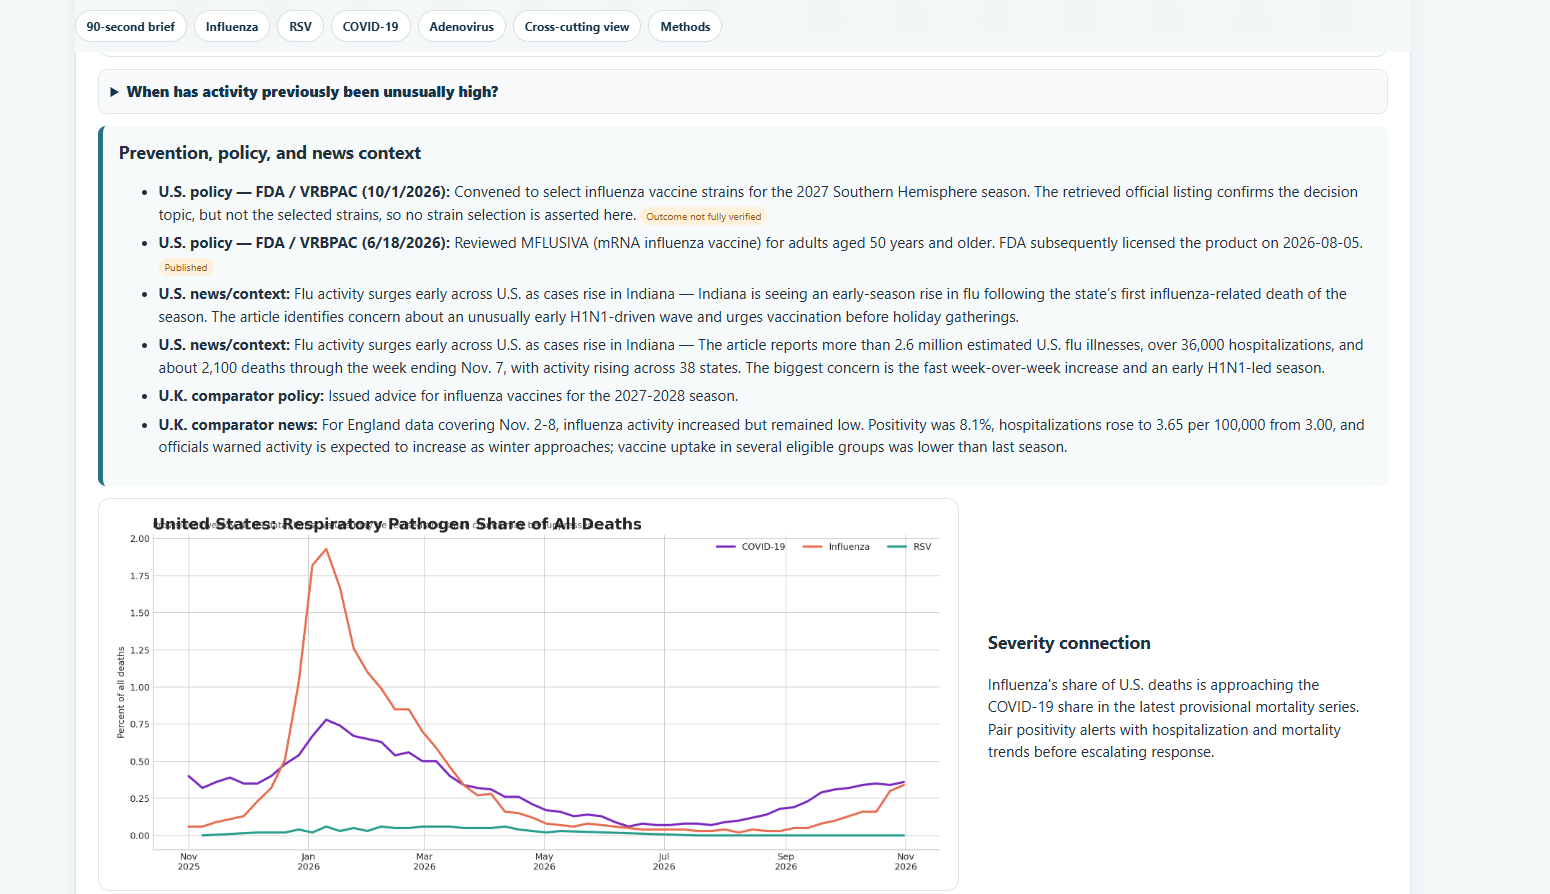 90-second brief
Influenza
RSV
COVID-19
Adenovirus
Cross-cutting view
Methods
When has activity previously been unusually high?
Prevention, policy, and news context
U.S. policy — FDA / VRBPAC (10/1/2026): Convened to select influenza vaccine strains for the 2027 Southern Hemisphere season. The retrieved official listing confirms the decision
topic, but not the selected strains, so no strain selection is asserted here. Outcome not fully verified
U.S. policy — FDA / VRBPAC (6/18/2026): Reviewed MFLUSIVA (mRNA influenza vaccine) for adults aged 50 years and older. FDA subsequently licensed the product on 2026-08-05.
Published
U.S. news/context: Flu activity surges early across U.S. as cases rise in Indiana — Indiana is seeing an early-season rise in flu following the state's first influenza-related death of the
season. The article identifies concern about an unusually early H1N1-driven wave and urges vaccination before holiday gatherings.
U.S. news/context: Flu activity surges early across U.S. as cases rise in Indiana — The article reports more than 2.6 million estimated U.S. flu illnesses, over 36,000 hospitalizations, and
about 2,100 deaths through the week ending Nov. 7, with activity rising across 38 states. The biggest concern is the fast week-over-week increase and an early H1N1-led season.
U.K. comparator policy: Issued advice for influenza vaccines for the 2027-2028 season.
U.K. comparator news: For England data covering Nov. 2-8, influenza activity increased but remained low. Positivity was 8.1%, hospitalizations rose to 3.65 per 100,000 from 3.00, and
officials warned activity is expected to increase as winter approaches; vaccine uptake in several eligible groups was lower than last season.
United States: Respiratory Pathogen Share of All Deaths
COVID-19
Influenza
RSV
Percent of all deaths
2.00
1.75
1.50
1.25
1.00
0.75
0.50
0.25
0.00
Nov
2025
Jan
2026
Mar
2026
May
2026
Jul
2026
Sep
2026
Nov
2026
Severity connection
Influenza's share of U.S. deaths is approaching the
COVID-19 share in the latest provisional mortality series.
Pair positivity alerts with hospitalization and mortality
trends before escalating response.